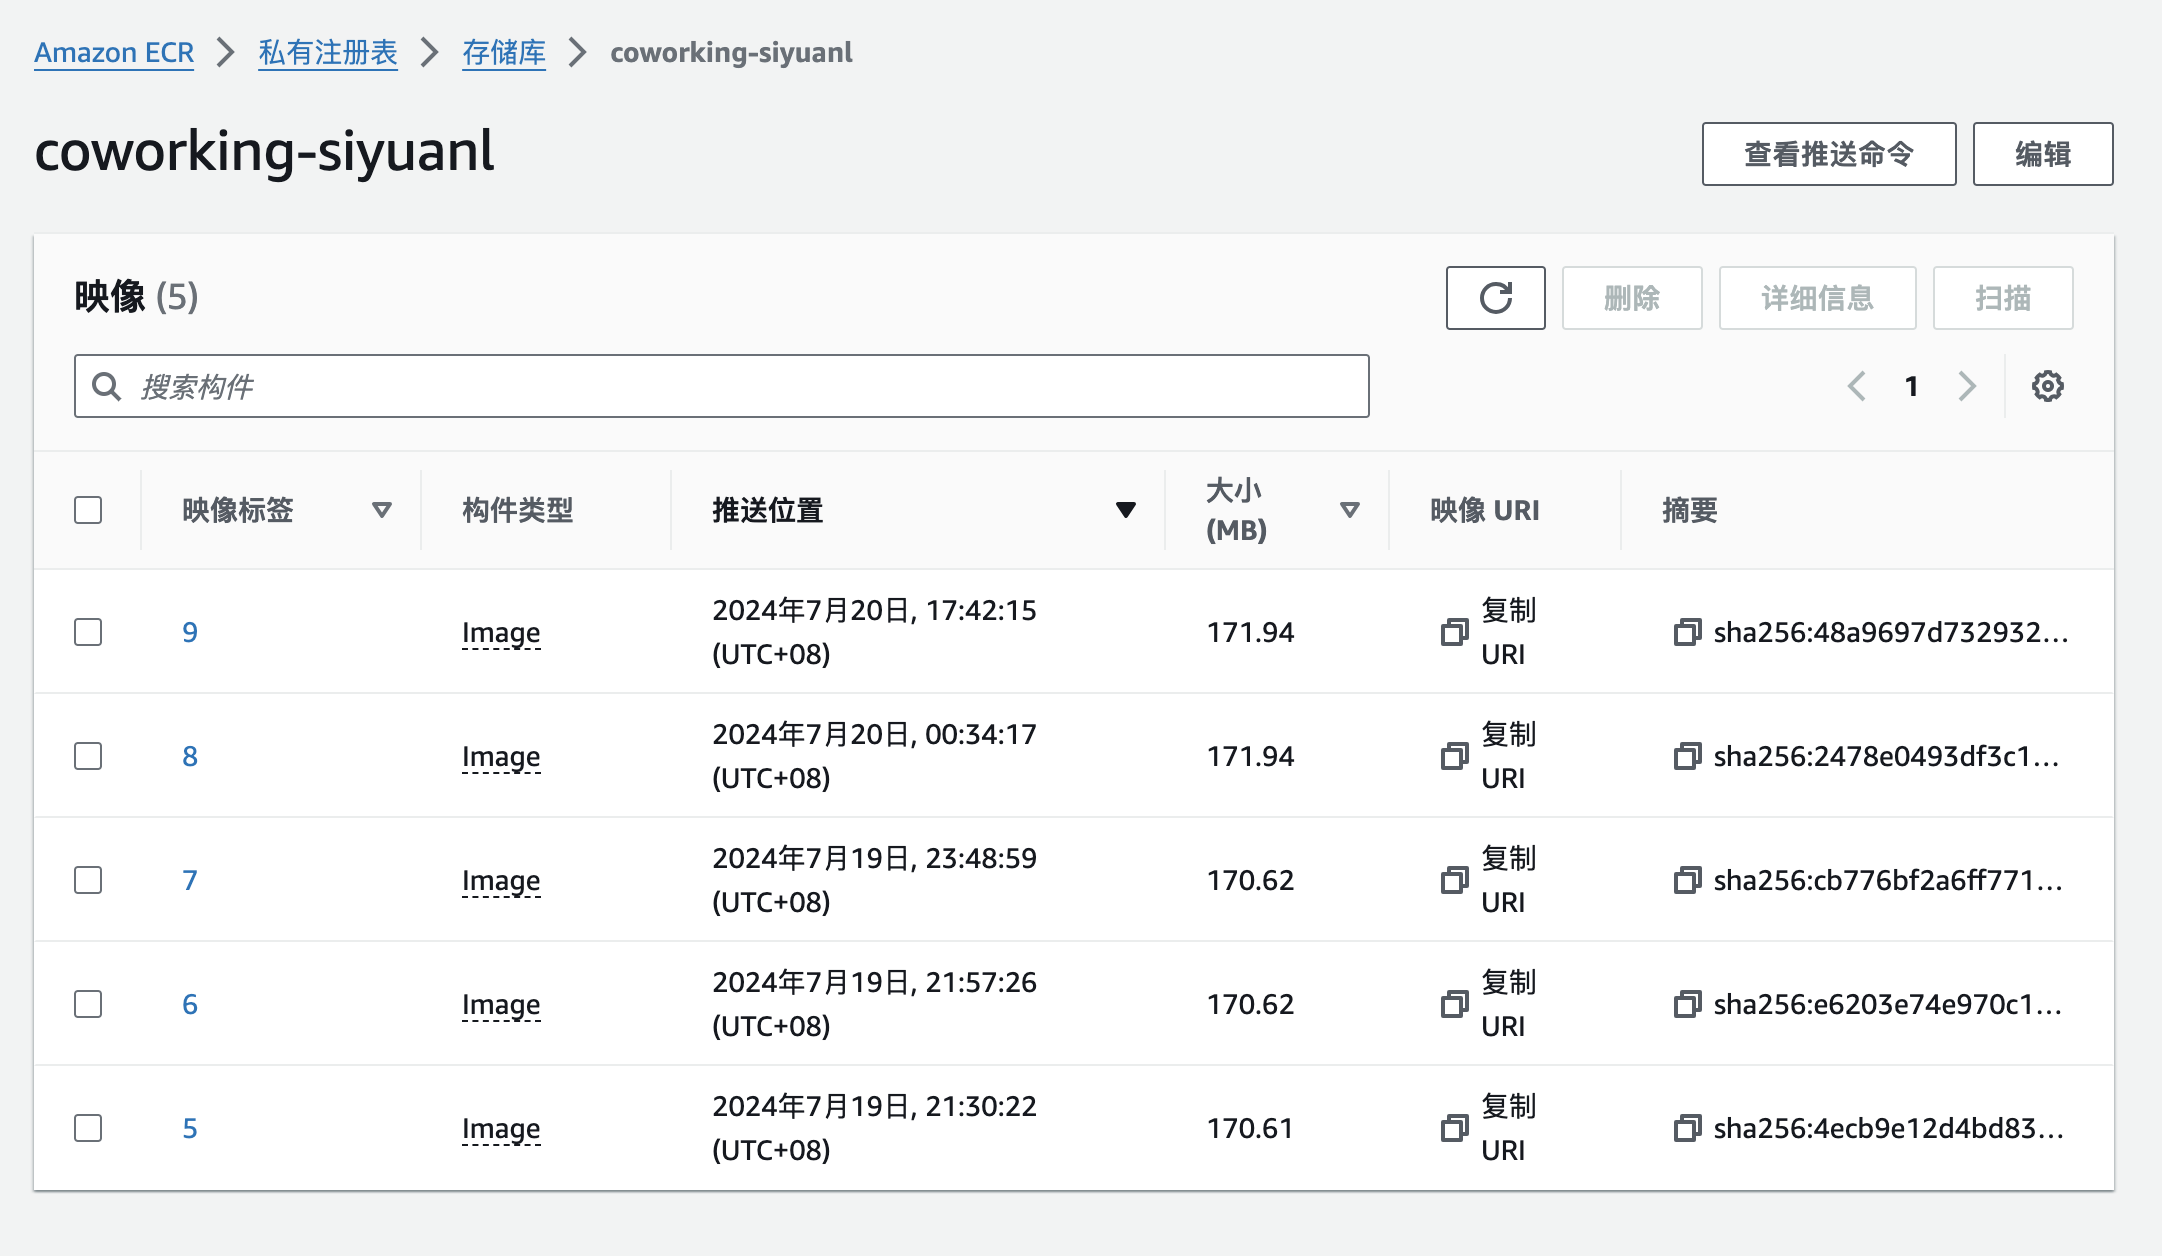 Amazon ECR 私有注册表 存储库 coworking-siyuanl
coworking-siyuanl
查看推送命令 编辑
映像 (5)
删除 详细信息 扫描
搜索构件
1
映像标签 构件类型 推送位置 大小 (MB) 映像 URI 摘要
9 Image 2024年7月20日, 17:42:15 (UTC+08) 171.94 复制 URI sha256:48a9697d732932...
8 Image 2024年7月20日, 00:34:17 (UTC+08) 171.94 复制 URI sha256:2478e0493df3c1...
7 Image 2024年7月19日, 23:48:59 (UTC+08) 170.62 复制 URI sha256:cb776bf2a6ff771...
6 Image 2024年7月19日, 21:57:26 (UTC+08) 170.62 复制 URI sha256:e6203e74e970c1...
5 Image 2024年7月19日, 21:30:22 (UTC+08) 170.61 复制 URI sha256:4ecb9e12d4bd83...